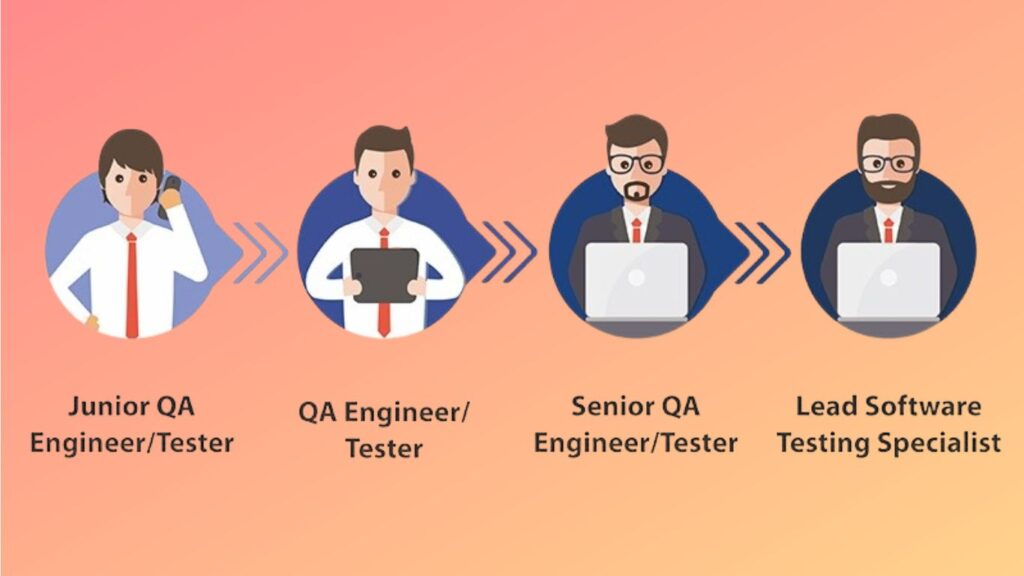 Junior QA
Engineer/Tester
QA Engineer/
Tester
Senior QA
Engineer/Tester
Lead Software
Testing Specialist